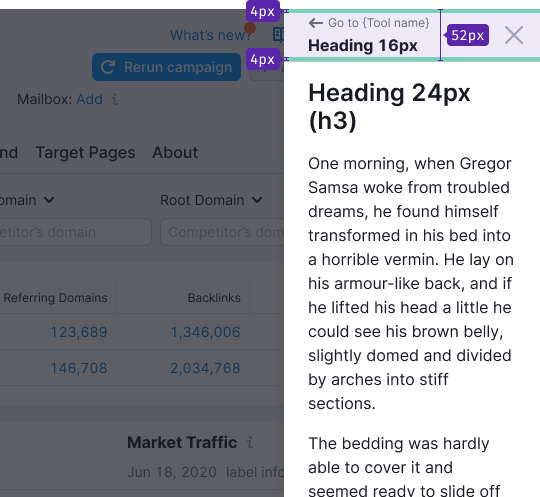 4px
What's new?
← Go to {Tool name}
Heading 16px
52px
4px
Rerun campaign
Mailbox: Add i
Heading 24px
(h3)
nd Target Pages About
One morning, when Gregor
Samsa woke from troubled
dreams, he found himself
transformed in his bed into
a horrible vermin. He lay on
his armour-like back, and if
he lifted his head a little he
could see his brown belly,
slightly domed and divided
by arches into stiff
sections.
The bedding was hardly
able to cover it and
seemed ready to slide off
omain Root Domain
etitor's domain Competitor's dom
Referring Domains Backlinks
123,689 1,346,006
146,708 2,034,768
Market Traffic i
Jun 18, 2020 label info